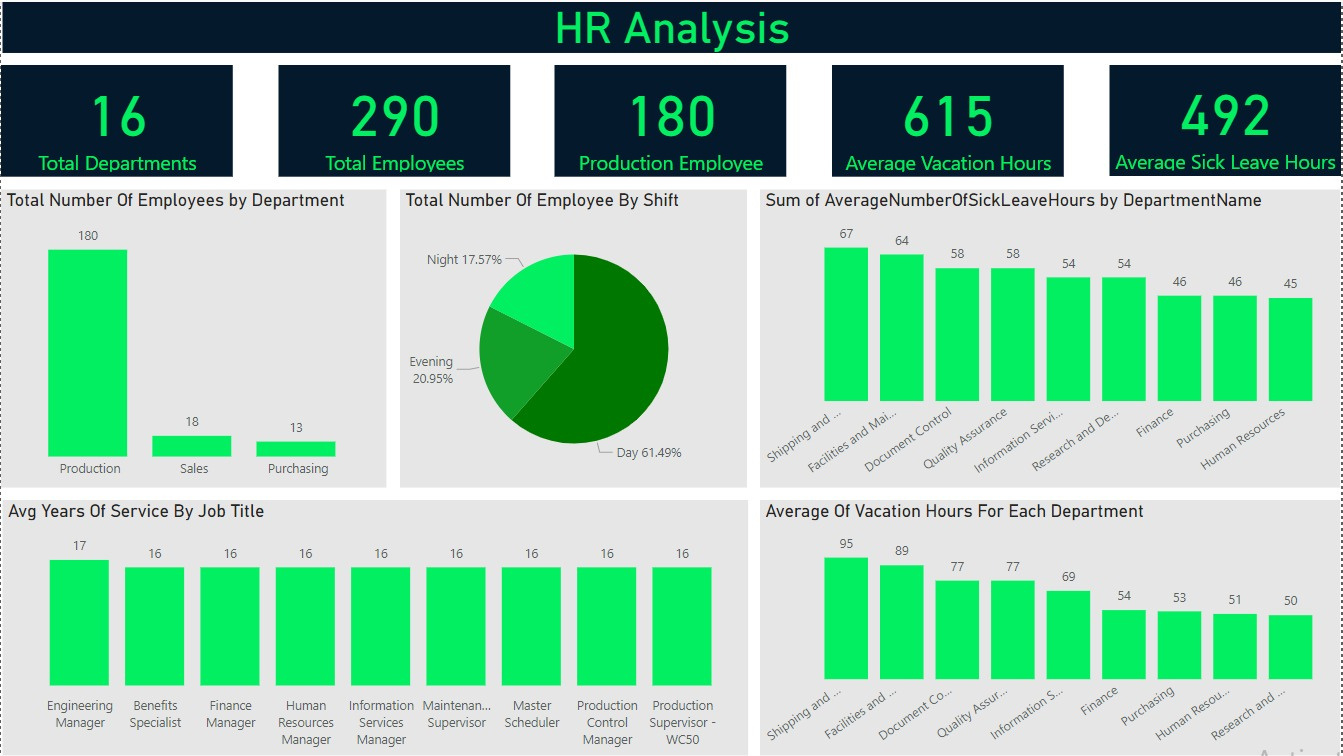 HR Analysis
16
Total Departments
290
Total Employees
180
Production Employee
615
Average Vacation Hours
492
Average Sick Leave Hours
Total Number Of Employees by Department
180
18
13
Production
Sales
Purchasing
Total Number Of Employee By Shift
Night 17.57%
Evening
20.95%
Day 61.49%
Sum of AverageNumberOfSickLeaveHours by DepartmentName
67
64
58
58
54
54
46
46
45
Shipping and ...
Facilities and Mai...
Document Control
Quality Assurance
Information Servi...
Research and De...
Finance
Purchasing
Human Resources
Avg Years Of Service By Job Title
17
16
16
16
16
16
16
16
16
Engineering
Manager
Benefits
Specialist
Finance
Manager
Human
Resources
Manager
Information
Services
Manager
Maintenan...
Supervisor
Master
Scheduler
Production
Control
Manager
Production
Supervisor -
WC50
Average Of Vacation Hours For Each Department
95
89
77
77
69
54
53
51
50
Shipping and ...
Facilities and ...
Document Co...
Quality Assur...
Information S...
Finance
Purchasing
Human Resou...
Research and ...